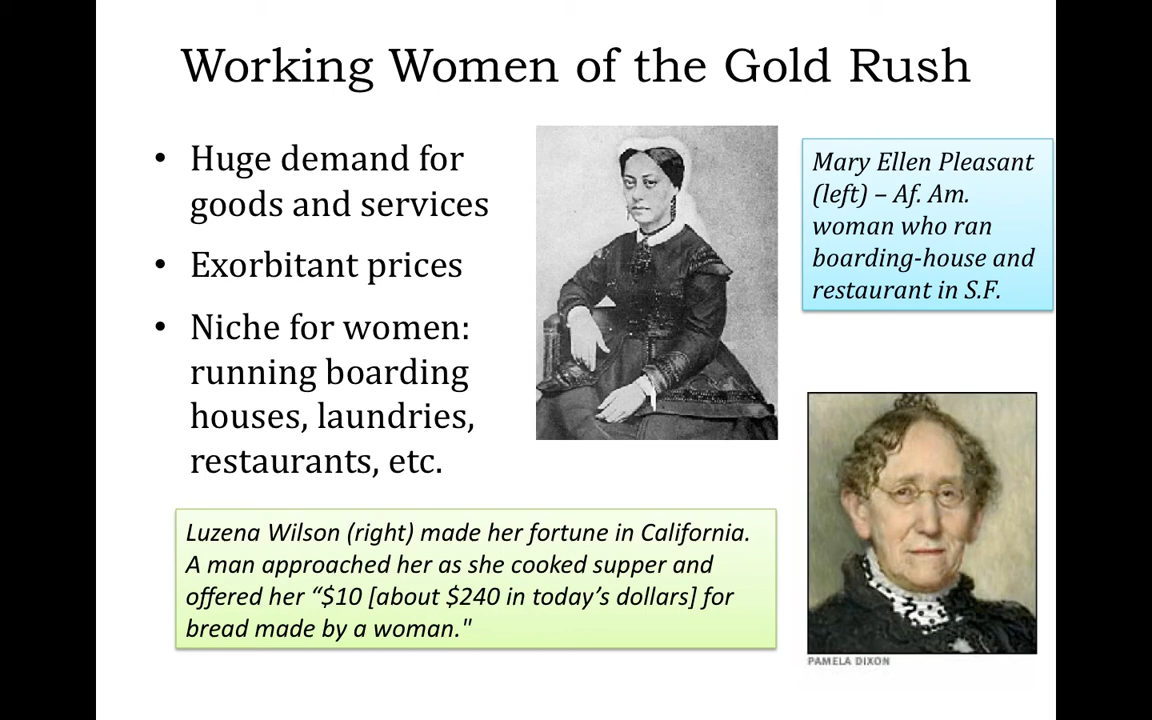 Working Women of the Gold Rush
• Huge demand for
goods and services
• Exorbitant prices
• Niche for women:
running boarding
houses, laundries,
restaurants, etc.
Mary Ellen Pleasant
(left) – Af. Am.
woman who ran
boarding-house and
restaurant in S.F.
Luzena Wilson (right) made her fortune in California.
A man approached her as she cooked supper and
offered her “$10 [about $240 in today’s dollars] for
bread made by a woman."
PAMELA DIXON